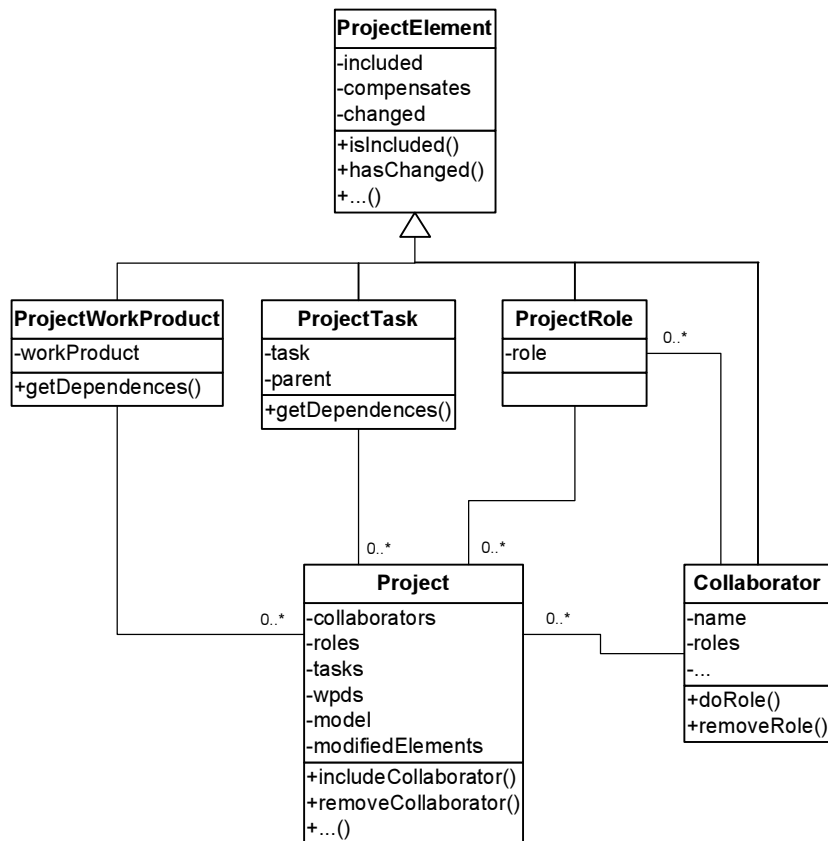 ProjectElement
-included
-compensates
-changed
+isIncluded()
+hasChanged()
+...()
ProjectWorkProduct
-workProduct
+getDependences()
ProjectTask
-task
-parent
+getDependences()
ProjectRole
-role
0..*
0..*
0..*
0..*
0..*
Project
-collaborators
-roles
-tasks
-wpds
-model
-modifiedElements
+includeCollaborator()
+removeCollaborator()
+...()
Collaborator
-name
-roles
-...
+doRole()
+removeRole()